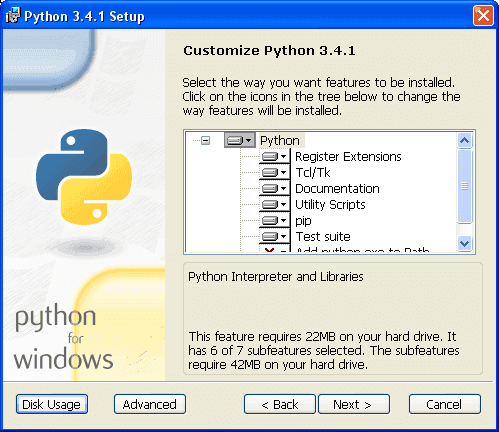 Python 3.4.1 Setup
Customize Python 3.4.1
Select the way you want features to be installed.
Click on the icons in the tree below to change the
way features will be installed.
Python
Register Extensions
Tcl/Tk
Documentation
Utility Scripts
pip
Test suite
Add python.exe to Path
Python Interpreter and Libraries
This feature requires 22MB on your hard drive. It
has 6 of 7 subfeatures selected. The subfeatures
require 42MB on your hard drive.
python
for
windows
Disk Usage
Advanced
< Back
Next >
Cancel